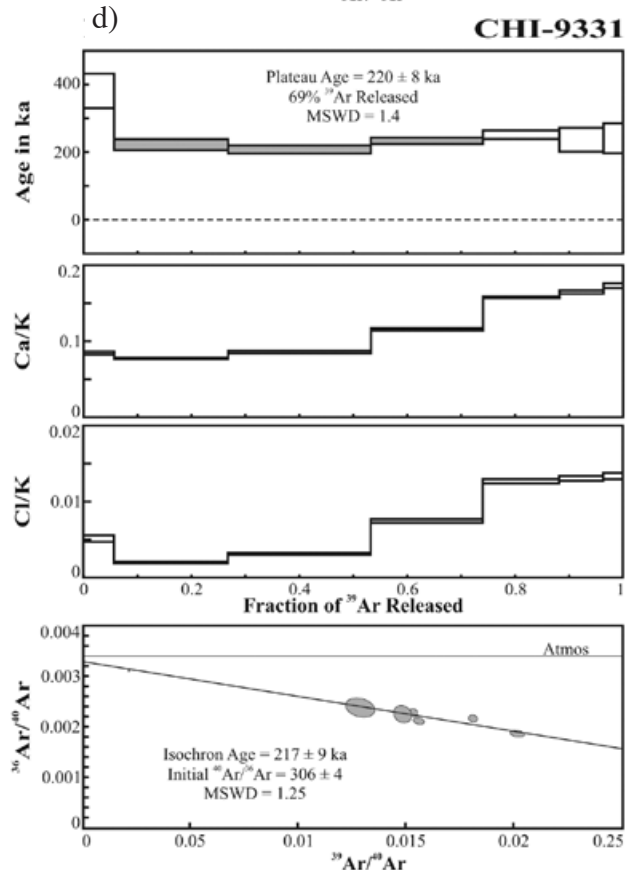 d)
CHI-9331
Plateau Age = 220 ± 8 ka
69% ³⁹Ar Released
MSWD = 1.4
Age in ka
400
200
0
Ca/K
0.2
0.1
0
Cl/K
0.02
0.01
0
0 0.2 0.4 0.6 0.8 1
Fraction of ³⁹Ar Released
³⁶Ar/⁴⁰Ar
0.004
0.003
0.002
0.001
0
Atmos
Isochron Age = 217 ± 9 ka
Initial ⁴⁰Ar/³⁶Ar = 306 ± 4
MSWD = 1.25
0 0.05 0.01 0.015 0.02 0.25
³⁹Ar/⁴⁰Ar